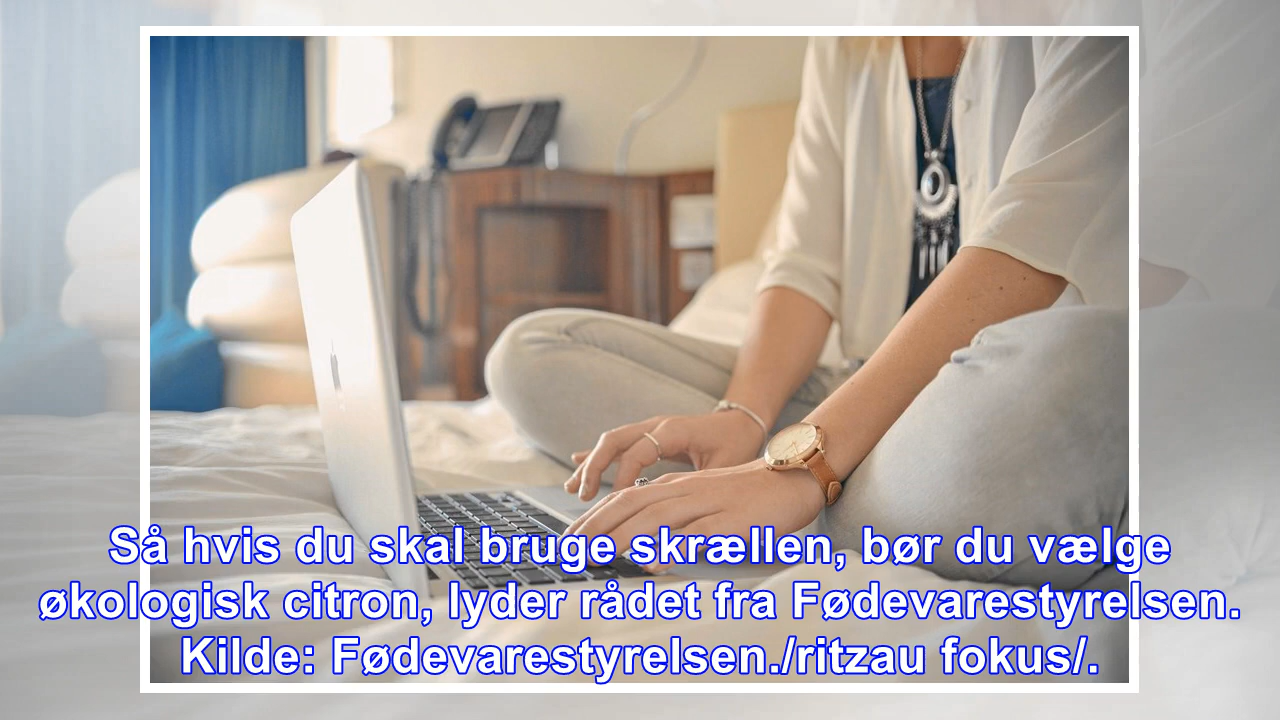 Så hvis du skal bruge skrællen, bør du vælge
økologisk citron, lyder rådet fra Fødevarestyrelsen.
Kilde: Fødevarestyrelsen./ritzau fokus/.